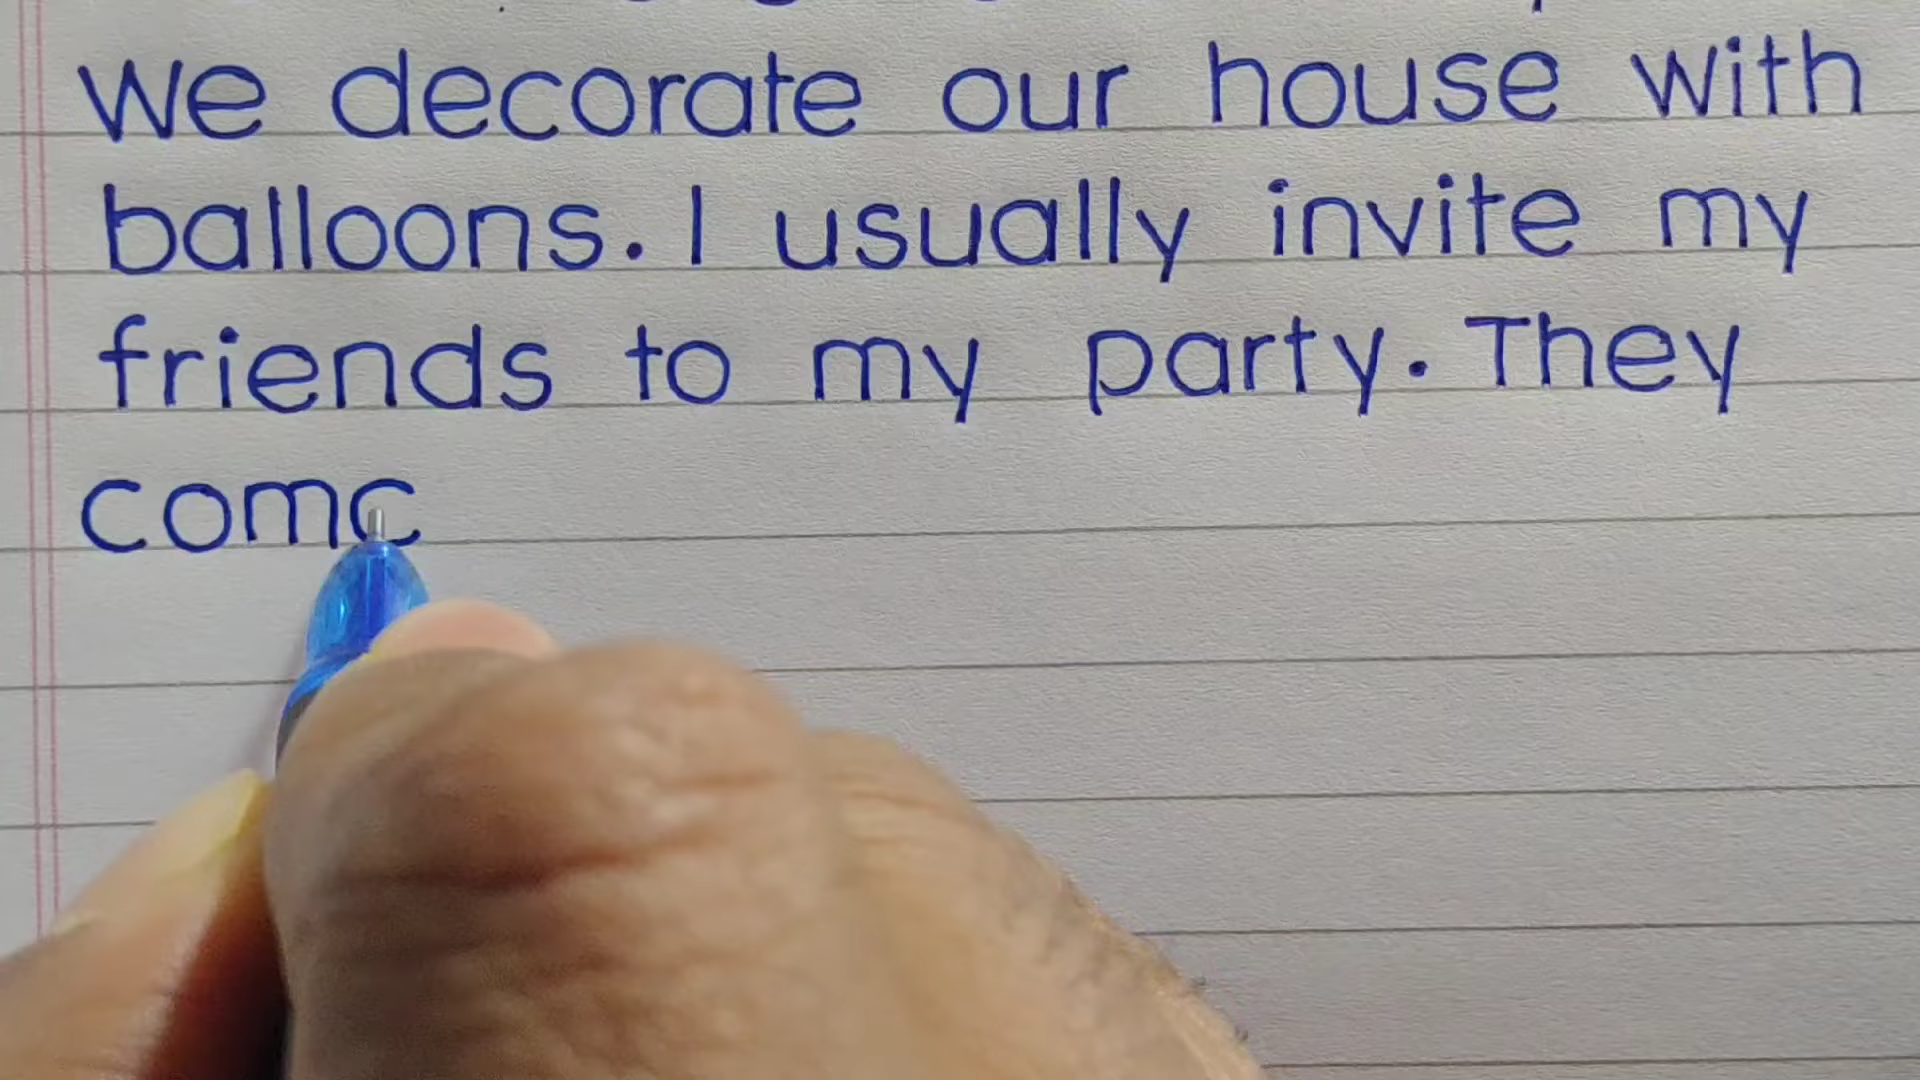 We decorate our house with
balloons. I usually invite my
friends to my party. They
comc